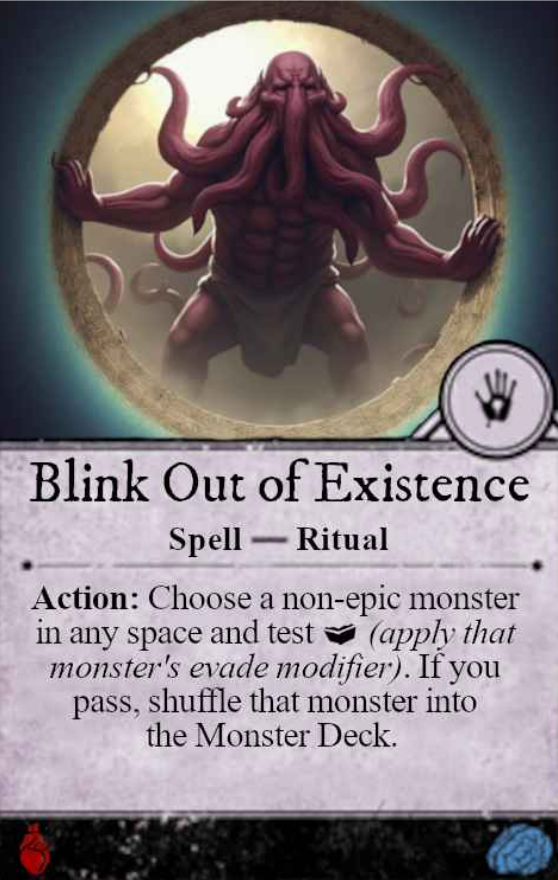 Blink Out of Existence
Spell — Ritual
Action: Choose a non-epic monster
in any space and test (apply that
monster's evade modifier). If you
pass, shuffle that monster into
the Monster Deck.